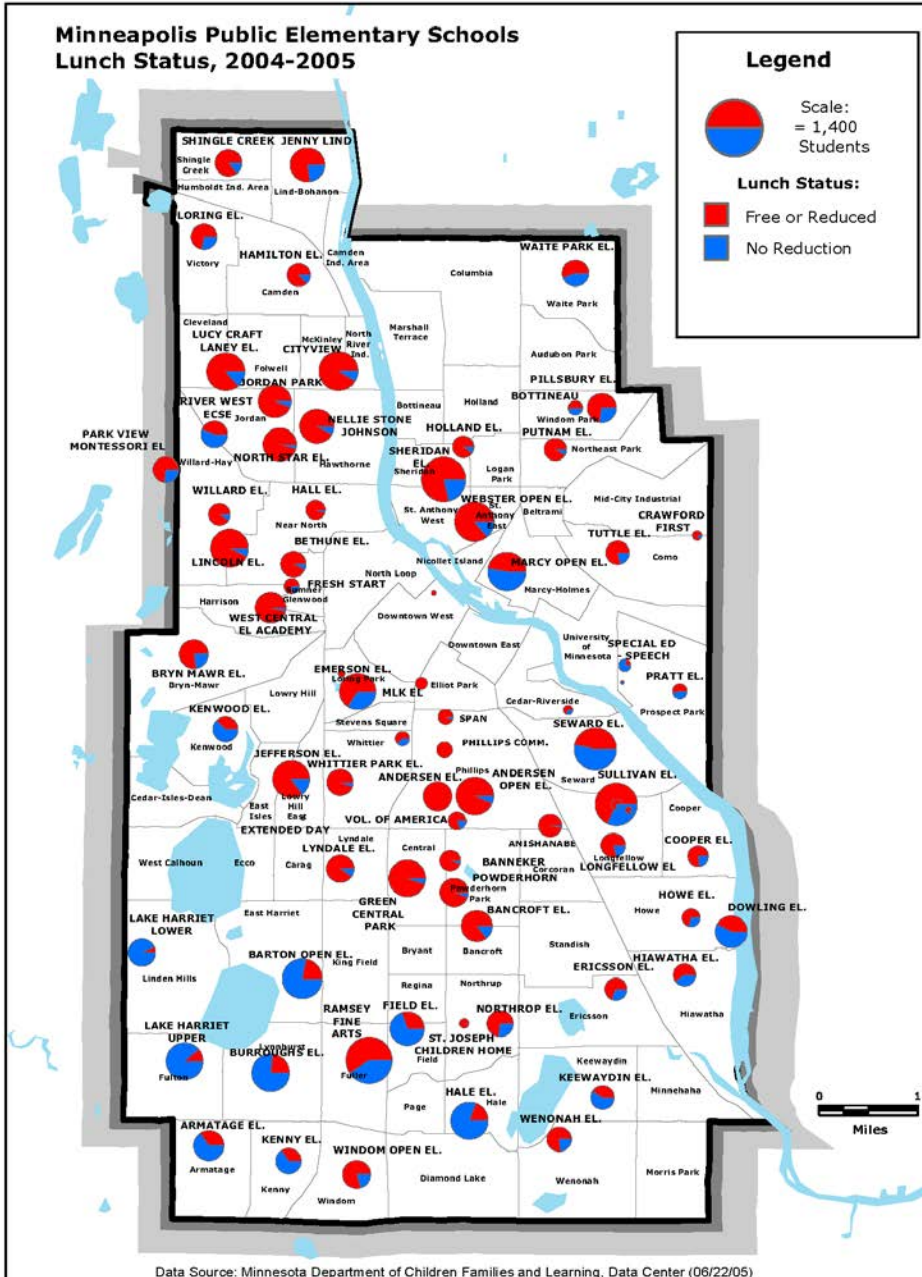 Minneapolis Public Elementary Schools
Lunch Status, 2004-2005
Legend
Scale:
= 1,400
Students
Lunch Status:
Free or Reduced
No Reduction
SHINGLE CREEK
JENNY LIND
Shingle
Creek
Humboldt Ind. Area
Lind-Bohanon
LORING EL.
Victory
HAMILTON EL.
Camden
Camden
Ind. Area
Columbia
WAITE PARK EL.
Waite Park
Cleveland
LUCY CRAFT
LANEY EL.
Folwell
McKinley
CITYVIEW
North
River
Ind.
Marshall
Terrace
Audubon Park
JORDAN PARK
RIVER WEST
ECSE
Jordan
NELLIE STONE
JOHNSON
NORTH STAR EL.
Hawthorne
Bottineau
Holland
PILLSBURY EL.
BOTTINEAU
Windom Park
HOLLAND EL.
PUTNAM EL.
Northeast Park
PARK VIEW
MONTESSORI EL
Willard-Hay
SHERIDAN
EL.
Sheridan
Logan
Park
WILLARD EL.
HALL EL.
Near North
St. Anthony
West
WEBSTER OPEN EL.
St.
Anthony
East
Beltrami
Mid-City Industrial
CRAWFORD
FIRST
BETHUNE EL.
LINCOLN EL.
TUTTLE EL.
Como
Nicollet Island
MARCY OPEN EL.
Marcy-Holmes
FRESH START
Sumner
Glenwood
North Loop
Harrison
WEST CENTRAL
EL ACADEMY
Downtown West
Downtown East
University
of
Minnesota
SPECIAL ED
- SPEECH
BRYN MAWR EL.
Bryn-Mawr
EMERSON EL.
Loring Park
Lowry Hill
MLK EL
Elliot Park
PRATT EL.
Prospect Park
KENWOOD EL.
Kenwood
Stevens Square
SPAN
Cedar-Riverside
SEWARD EL.
Whittier
PHILLIPS COMM.
JEFFERSON EL.
WHITTIER PARK EL.
Phillips
ANDERSEN EL.
ANDERSEN
OPEN EL.
Seward
SULLIVAN EL.
Cedar-Isles-Dean
East
Isles
Lowry
Hill
East
EXTENDED DAY
VOL. OF AMERICA
Cooper
Lyndale
LYNDALE EL.
Central
ANISHANABE
Longfellow
LONGFELLOW EL
COOPER EL.
West Calhoun
Ecco
Carag
BANNEKER
Corcoran
POWDERHORN
Powderhorn
Park
GREEN
CENTRAL
PARK
East Harriet
BANCROFT EL.
Bancroft
Howe
HOWE EL.
DOWLING EL.
LAKE HARRIET
LOWER
Linden Hills
BARTON OPEN EL.
King Field
Bryant
Standish
ERICSSON EL.
HIAWATHA EL.
Regina
Northrup
Ericsson
Hiawatha
LAKE HARRIET
UPPER
Fulton
Lynnhurst
BURROUGHS EL.
RAMSEY
FINE
ARTS
Fuller
FIELD EL.
Field
NORTHROP EL.
ST. JOSEPH
CHILDREN HOME
Keewaydin
KEEWAYDIN EL.
Minnehaha
HALE EL.
Hale
Page
WENONAH EL.
Wenonah
ARMATAGE EL.
Armatage
KENNY EL.
Kenny
WINDOM OPEN EL.
Windom
Diamond Lake
Morris Park
0 1
Miles
Data Source: Minnesota Department of Children Families and Learning, Data Center (06/22/05)